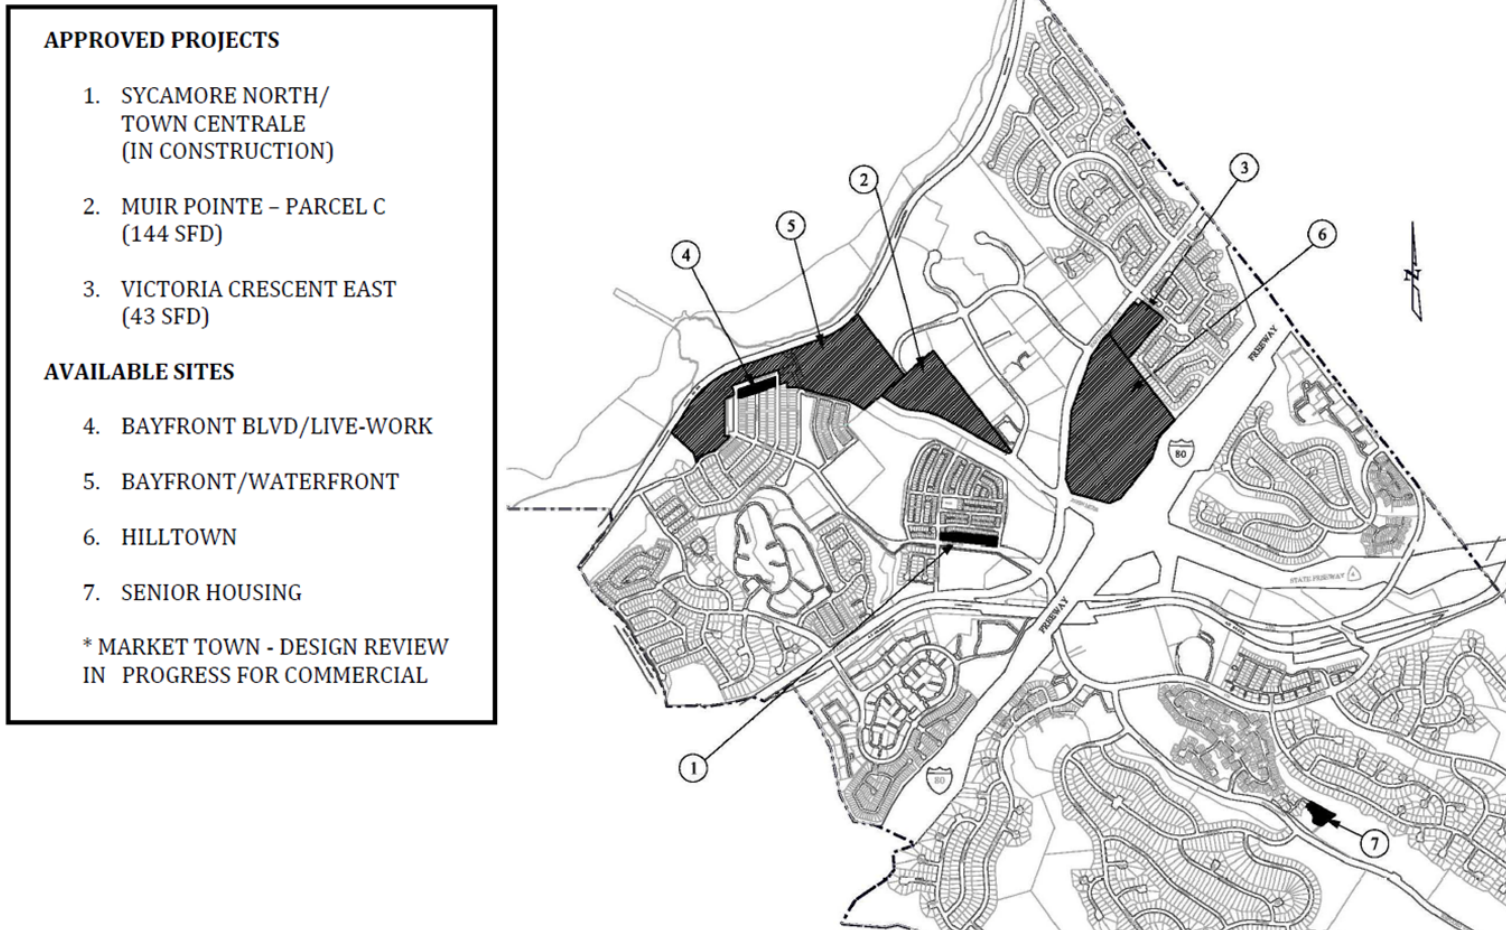 APPROVED PROJECTS
1. SYCAMORE NORTH/
TOWN CENTRALE
(IN CONSTRUCTION)
2. MUIR POINTE – PARCEL C
(144 SFD)
3. VICTORIA CRESCENT EAST
(43 SFD)
AVAILABLE SITES
4. BAYFRONT BLVD/LIVE-WORK
5. BAYFRONT/WATERFRONT
6. HILLTOWN
7. SENIOR HOUSING
* MARKET TOWN - DESIGN REVIEW
IN PROGRESS FOR COMMERCIAL
3
2
5
6
4
N
FREEWAY
80
STATE FREEWAY 4
FREEWAY
1
80
7